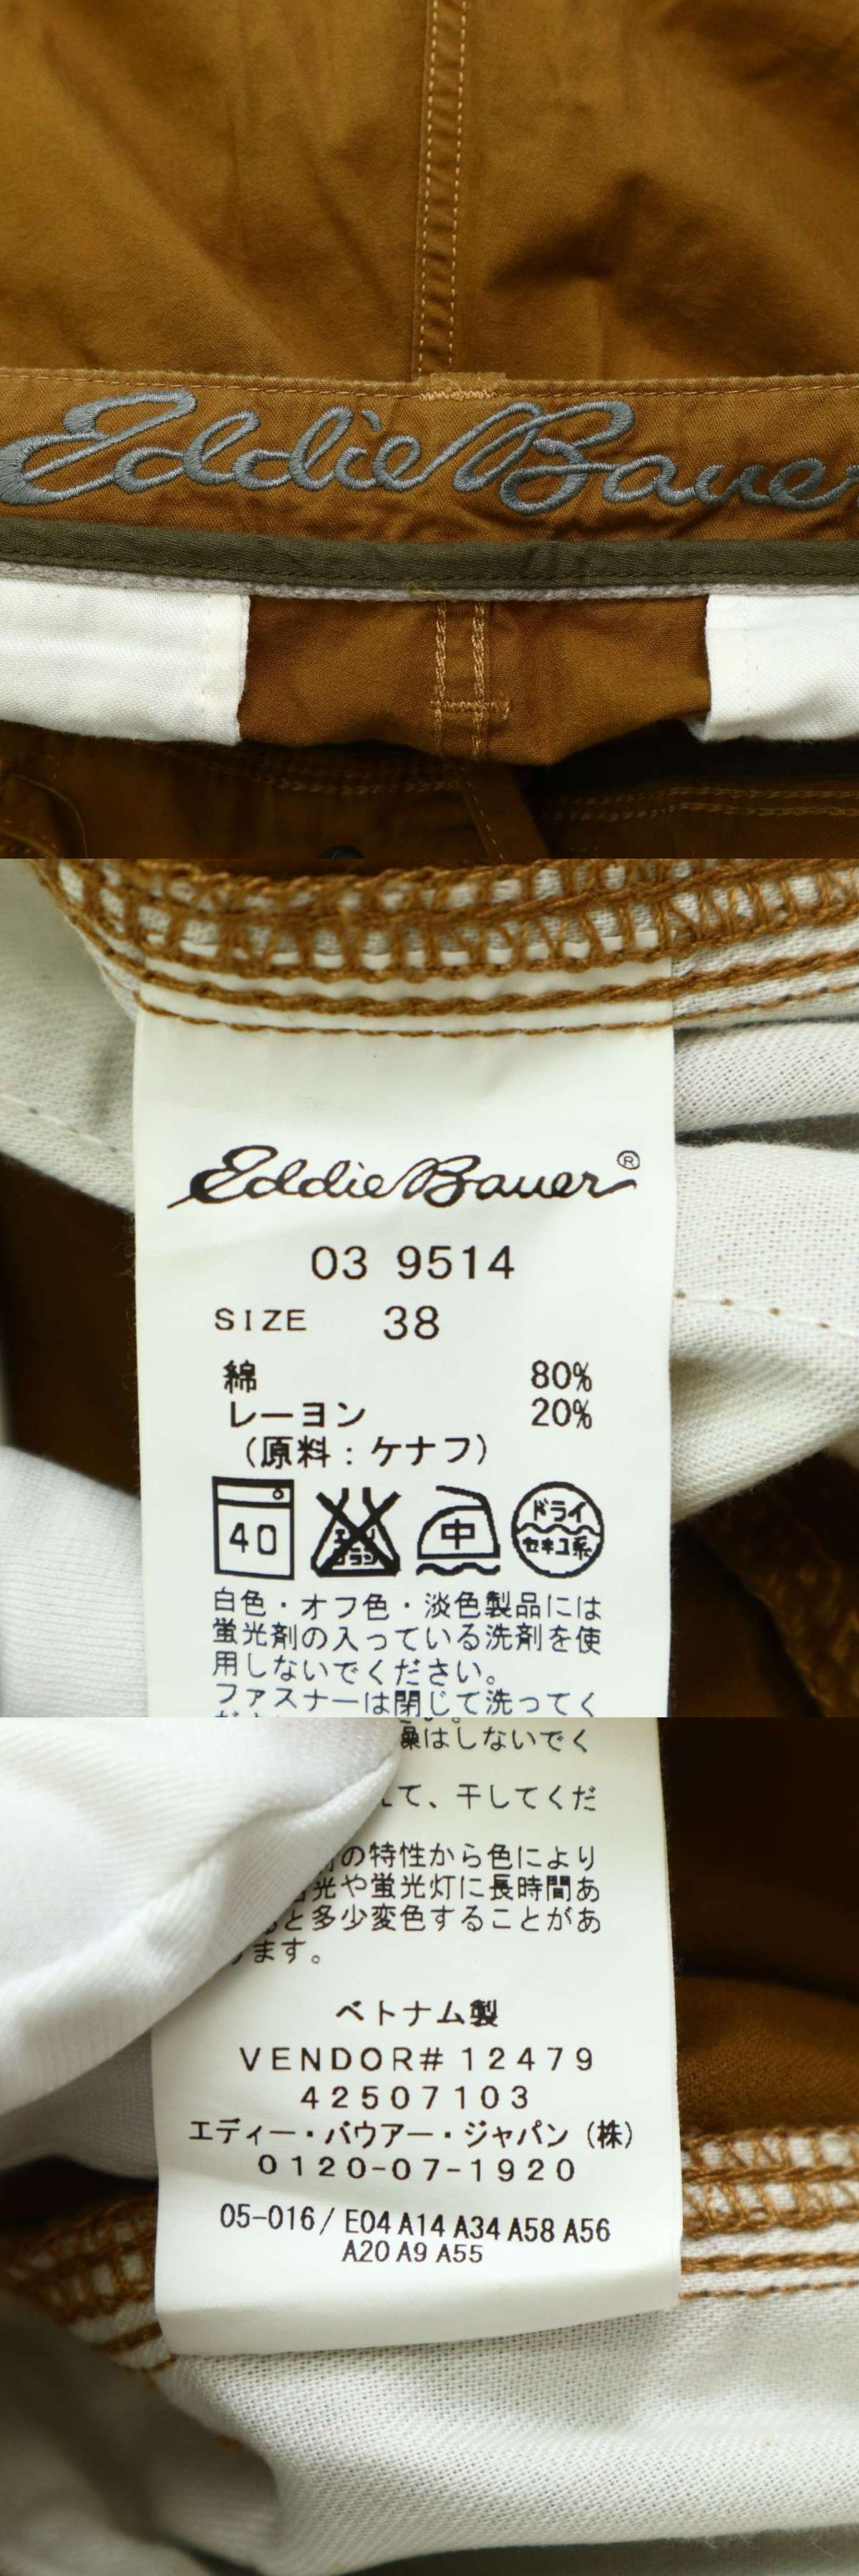 Eddie Bauer
Eddie Bauer®
03 9514
SIZE 38
綿 80%
レーヨン 20%
(原料:ケナフ)
40
エンソ
サラシ
中
ドライ
セキユ系
白色・オフ色・淡色製品には
蛍光剤の入っている洗剤を使
用しないでください。
ファスナーは閉じて洗ってく
はしないでく
て、干してくだ
の特性から色により
光や蛍光灯に長時間あ
と多少変色することがあ
ます。
ベトナム製
VENDOR# 12479
42507103
エディー・バウアー・ジャパン(株)
0120-07-1920
05-016/ E04 A14 A34 A58 A56
A20 A9 A55